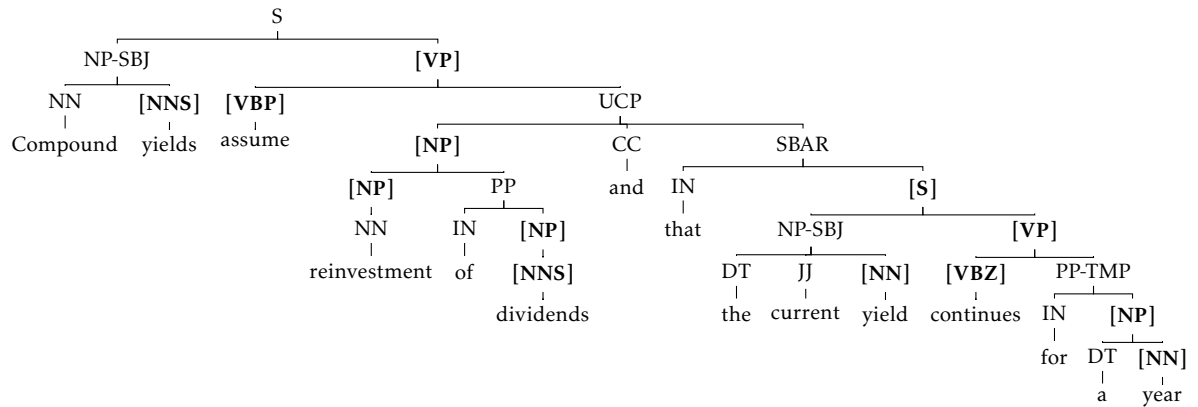 S
NP-SBJ [VP]
NN [NNS] [VBP] UCP
Compound yields assume [NP] CC SBAR
[NP] PP and IN [S]
NN IN [NP] that NP-SBJ [VP]
reinvestment of [NNS] DT JJ [NN] [VBZ] PP-TMP
dividends the current yield continues IN [NP]
for DT [NN]
a year